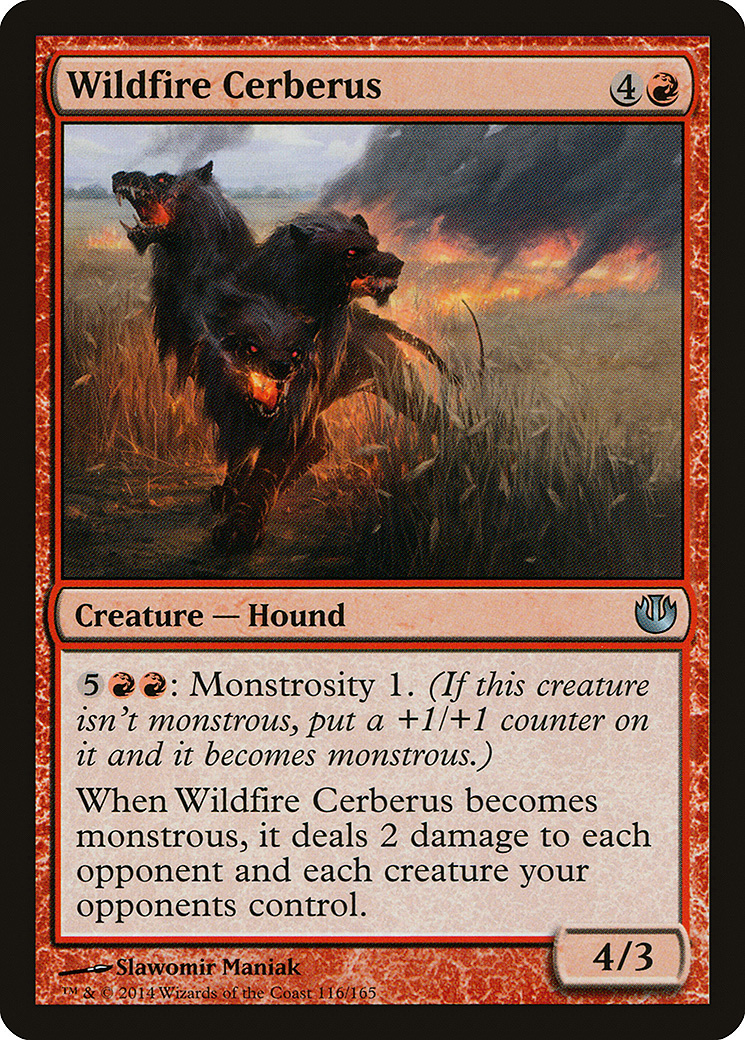 Wildfire Cerberus 4
Creature — Hound
5: Monstrosity 1. (If this creature
isn't monstrous, put a +1/+1 counter on
it and it becomes monstrous.)
When Wildfire Cerberus becomes
monstrous, it deals 2 damage to each
opponent and each creature your
opponents control.
4/3
Slawomir Maniak
™ & © 2014 Wizards of the Coast 116/165